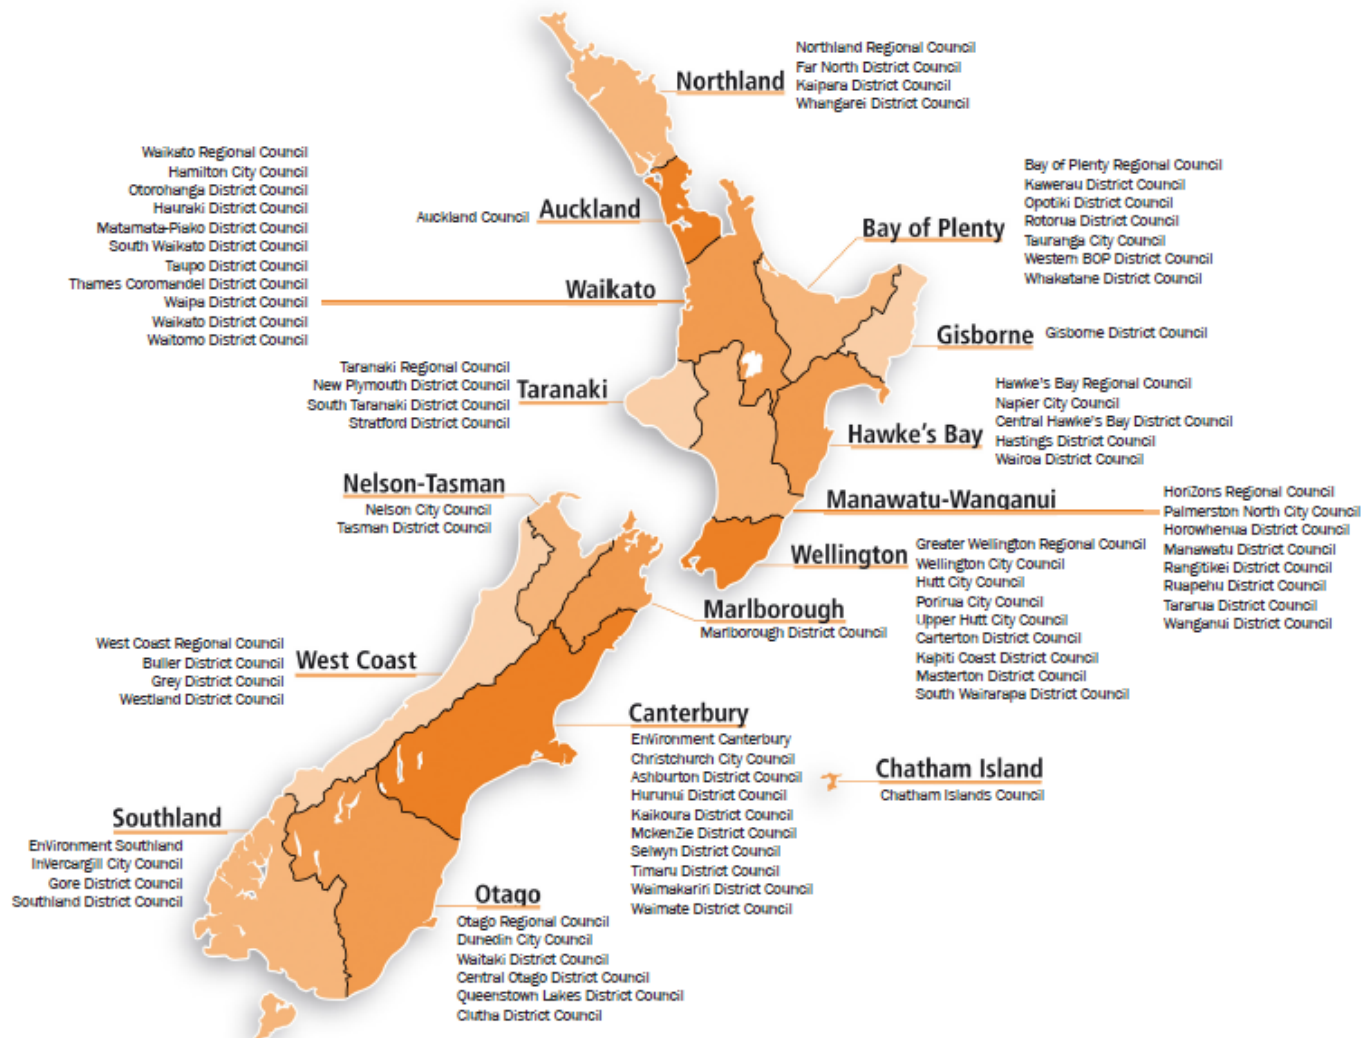 Northland
Northland Regional Council
Far North District Council
Kaipara District Council
Whangarei District Council
Waikato Regional Council
Hamilton City Council
Otorohanga District Council
Hauraki District Council
Matamata-Piako District Council
South Waikato District Council
Taupo District Council
Thames Coromandel District Council
Waipa District Council
Waikato District Council
Waitomo District Council
Waikato
Auckland Council
Auckland
Bay of Plenty
Bay of Plenty Regional Council
Kawerau District Council
Opotiki District Council
Rotorua District Council
Tauranga City Council
Western BOP District Council
Whakatane District Council
Gisborne
Gisborne District Council
Taranaki Regional Council
New Plymouth District Council
South Taranaki District Council
Stratford District Council
Taranaki
Hawke's Bay
Hawke's Bay Regional Council
Napier City Council
Central Hawke's Bay District Council
Hastings District Council
Wairoa District Council
Nelson-Tasman
Nelson City Council
Tasman District Council
Manawatu-Wanganui
HoriZons Regional Council
Palmerston North City Council
Horowhenua District Council
Manawatu District Council
Rangitikei District Council
Ruapehu District Council
Tararua District Council
Wanganui District Council
Wellington
Greater Wellington Regional Council
Wellington City Council
Hutt City Council
Porirua City Council
Upper Hutt City Council
Carterton District Council
Kapiti Coast District Council
Masterton District Council
South Wairarapa District Council
Marlborough
Marlborough District Council
West Coast Regional Council
Buller District Council
Grey District Council
Westland District Council
West Coast
Canterbury
EnVironment Canterbury
Christchurch City Council
Ashburton District Council
Hurunui District Council
Kaikoura District Council
MckenZie District Council
Selwyn District Council
Timaru District Council
Waimakariri District Council
Waimate District Council
Chatham Island
Chatham Islands Council
Southland
EnVironment Southland
InVercargill City Council
Gore District Council
Southland District Council
Otago
Otago Regional Council
Dunedin City Council
Waitaki District Council
Central Otago District Council
Queenstown Lakes District Council
Clutha District Council